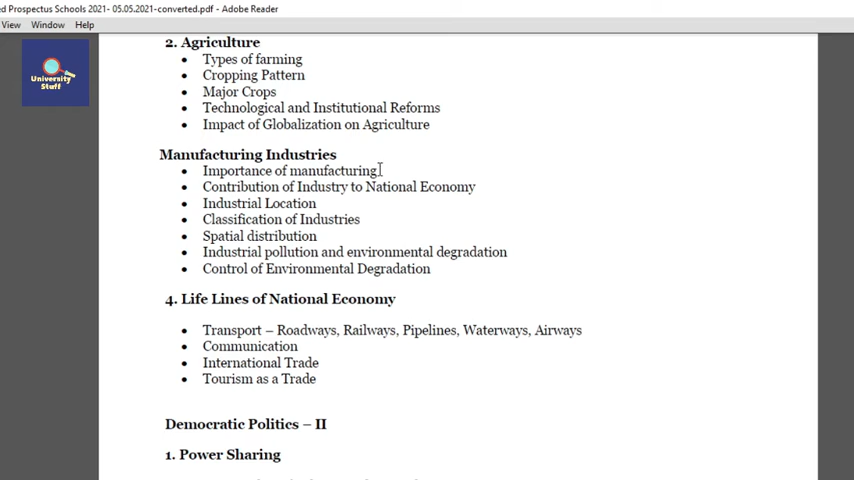 ed Prospectus Schools 2021- 05.05.2021-converted.pdf - Adobe Reader
View Window Help
University
Stuff
2. Agriculture
• Types of farming
• Cropping Pattern
• Major Crops
• Technological and Institutional Reforms
• Impact of Globalization on Agriculture
Manufacturing Industries
• Importance of manufacturing
• Contribution of Industry to National Economy
• Industrial Location
• Classification of Industries
• Spatial distribution
• Industrial pollution and environmental degradation
• Control of Environmental Degradation
4. Life Lines of National Economy
• Transport – Roadways, Railways, Pipelines, Waterways, Airways
• Communication
• International Trade
• Tourism as a Trade
Democratic Politics – II
1. Power Sharing